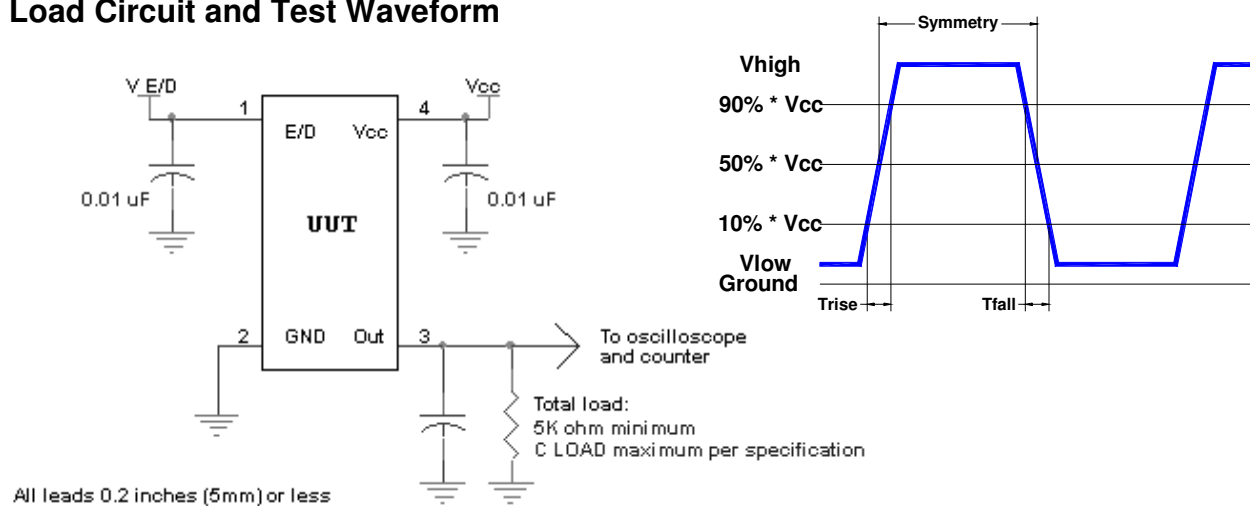 Load Circuit and Test Waveform
V E/D
Vcc
1
4
E/D
Vcc
0.01 uF
0.01 uF
UUT
2
GND
Out
3
To oscilloscope
and counter
Total load:
5K ohm minimum
C LOAD maximum per specification
All leads 0.2 inches (5mm) or less
Symmetry
Vhigh
90% * Vcc
50% * Vcc
10% * Vcc
Vlow
Ground
Trise
Tfall